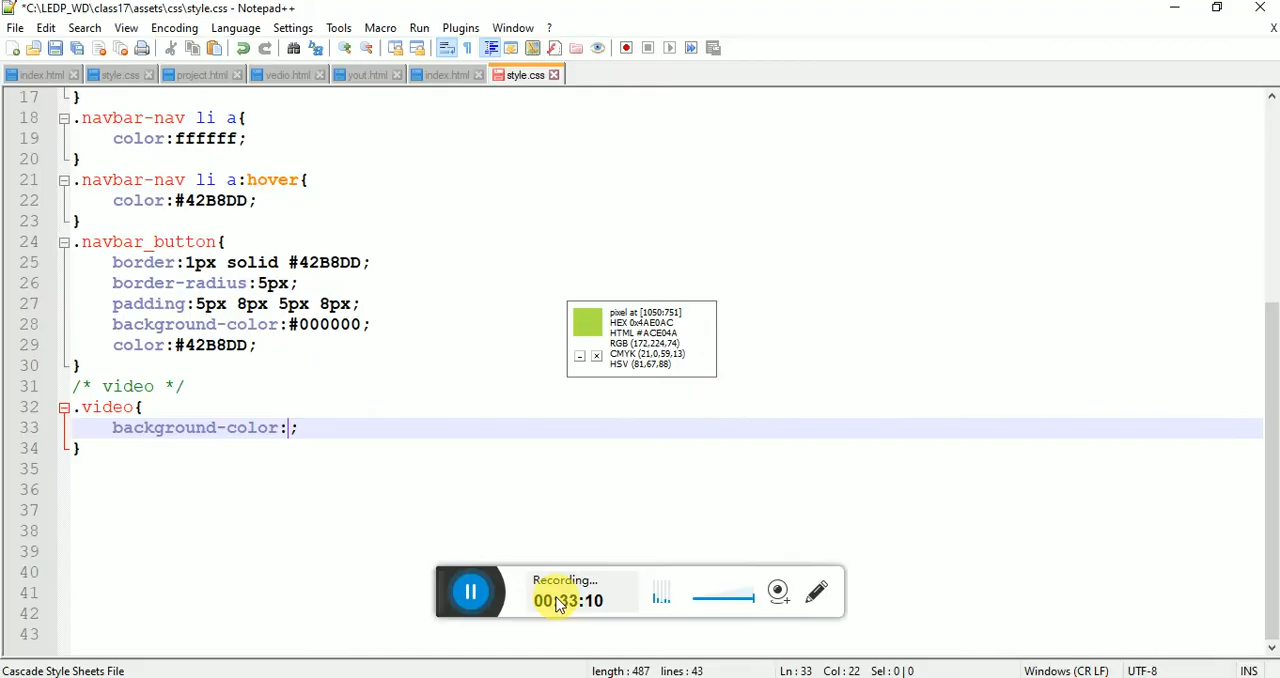 *C:\LEDP_WD\class17\assets\css\style.css - Notepad++
File Edit Search View Encoding Language Settings Tools Macro Run Plugins Window ? X
index.html style.css project.html vedio.html yout.html index.html style.css
17 }
18 .navbar-nav li a{
19 color:ffffff;
20 }
21 .navbar-nav li a:hover{
22 color:#42B8DD;
23 }
24 .navbar_button{
25 border:1px solid #42B8DD;
26 border-radius:5px;
27 padding:5px 8px 5px 8px;
28 background-color:#000000;
29 color:#42B8DD;
30 }
31 /* video */
32 .video{
33 background-color:;
34 }
35
36
37
38
39
40
41
42
43
pixel at [1050:751]
HEX 0x4AE0AC
HTML #ACE04A
RGB (172,224,74)
CMYK (21,0,59,13)
HSV (81,67,88)
Recording...
00:33:10
Cascade Style Sheets File length : 487 lines : 43 Ln : 33 Col : 22 Sel : 0 | 0 Windows (CR LF) UTF-8 INS